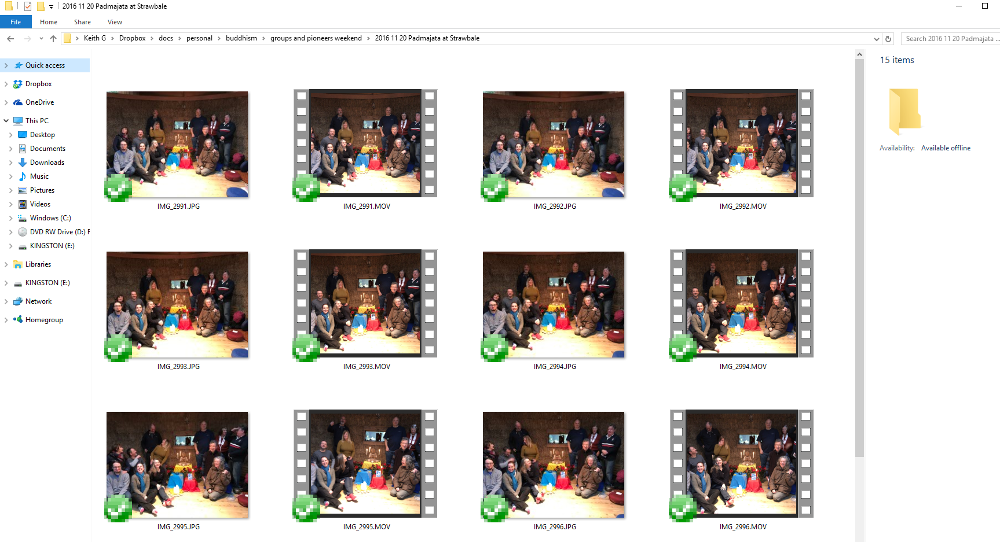 2016 11 20 Padmajata at Strawbale
File Home Share View
Keith G Dropbox docs personal buddhism groups and pioneers weekend 2016 11 20 Padmajata at Strawbale
Search 2016 11 20 Padmajata ...
Quick access
Dropbox
OneDrive
This PC
Desktop
Documents
Downloads
Music
Pictures
Videos
Windows (C:)
DVD RW Drive (D:) F
KINGSTON (E:)
Libraries
KINGSTON (E:)
Network
Homegroup
IMG_2991.JPG IMG_2991.MOV IMG_2992.JPG IMG_2992.MOV
IMG_2993.JPG IMG_2993.MOV IMG_2994.JPG IMG_2994.MOV
IMG_2995.JPG IMG_2995.MOV IMG_2996.JPG IMG_2996.MOV
15 items
Availability: Available offline